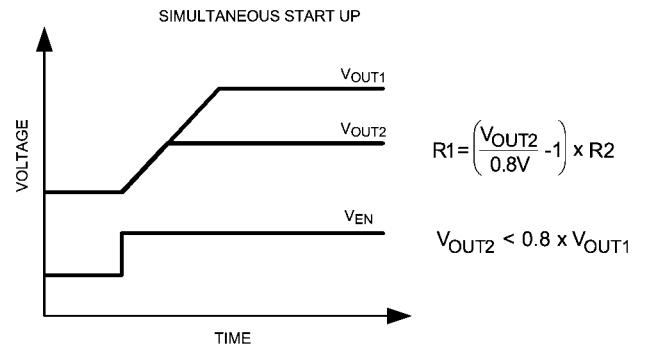 SIMULTANEOUS START UP
VOLTAGE
VOUT1
VOUT2
VEN
TIME
R1=(VOUT2/0.8V -1) x R2
VOUT2 < 0.8 x VOUT1